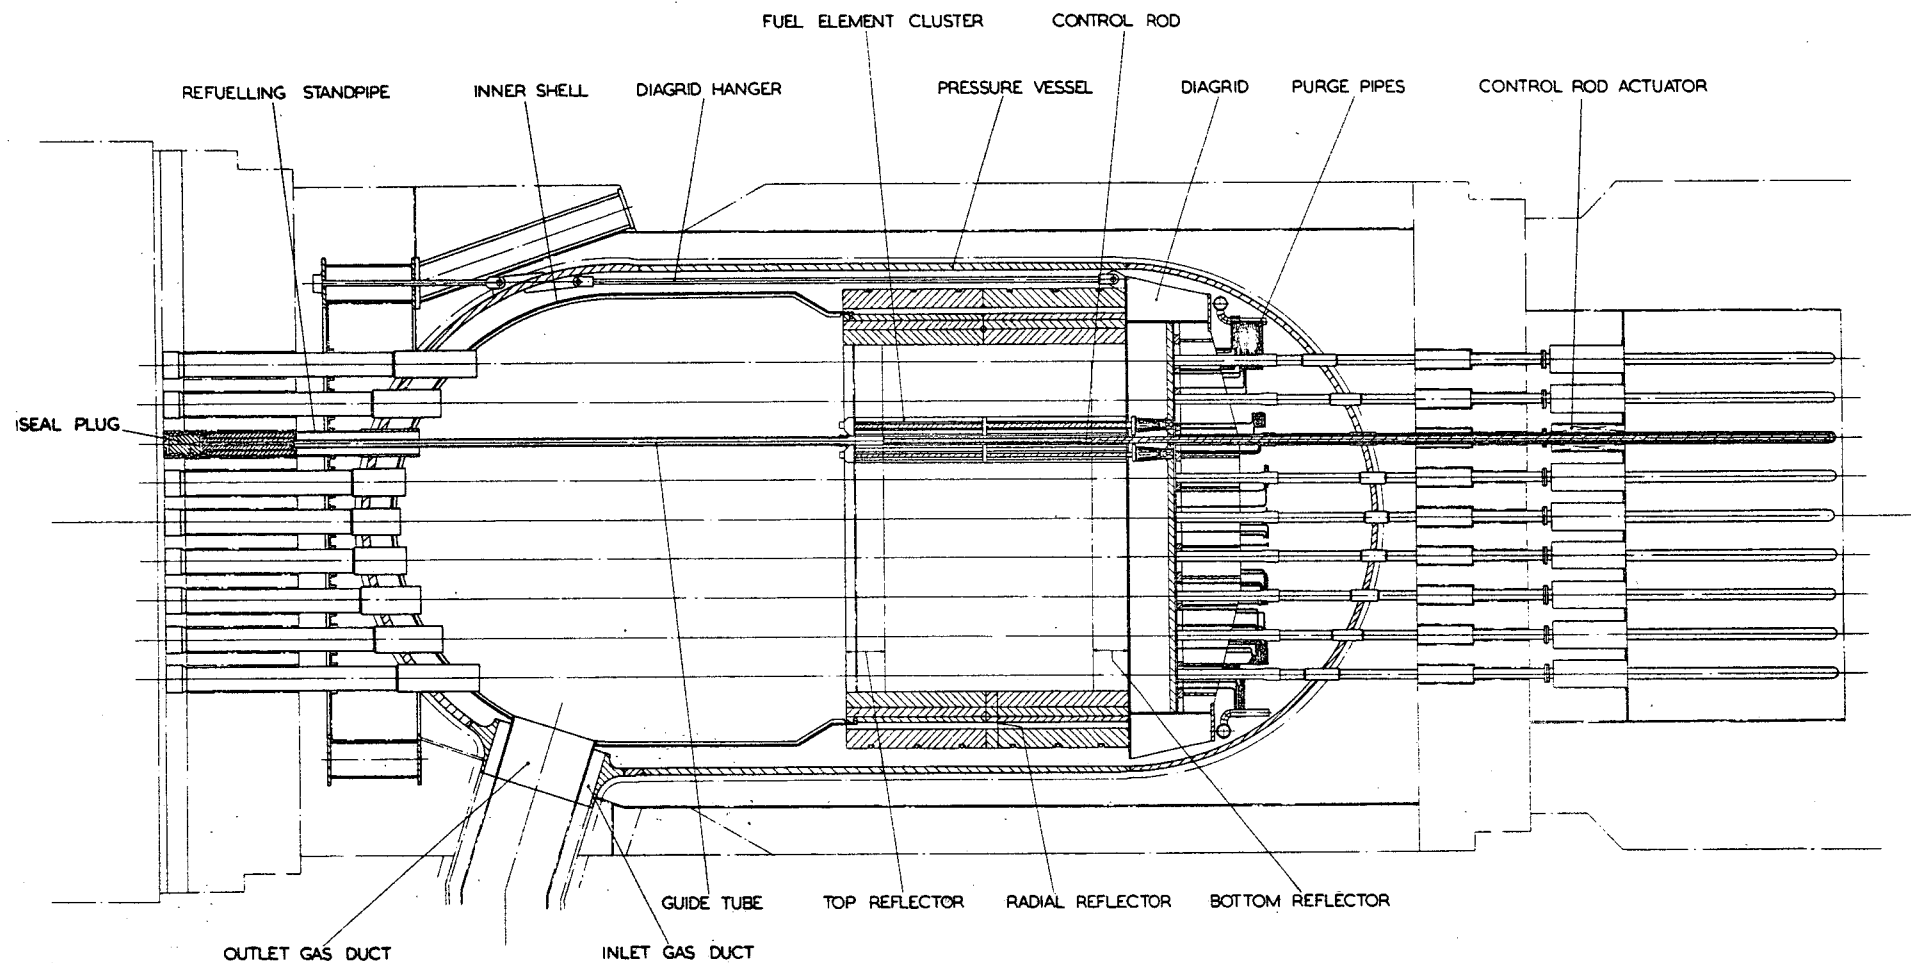 FUEL ELEMENT CLUSTER
CONTROL ROD
REFUELLING STANDPIPE
INNER SHELL
DIAGRID HANGER
PRESSURE VESSEL
DIAGRID
PURGE PIPES
CONTROL ROD ACTUATOR
SEAL PLUG
GUIDE TUBE
TOP REFLECTOR
RADIAL REFLECTOR
BOTTOM REFLECTOR
OUTLET GAS DUCT
INLET GAS DUCT